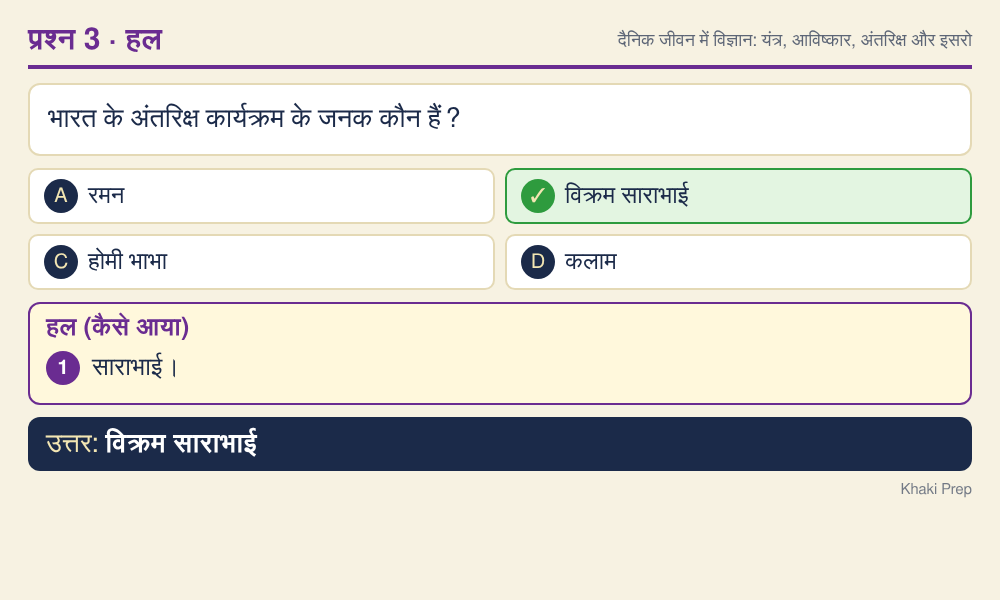 प्रश्न 3 · हल
दैनिक जीवन में विज्ञान: यंत्र, आविष्कार, अंतरिक्ष और इसरो
भारत के अंतरिक्ष कार्यक्रम के जनक कौन हैं ?
A रमन
✓ विक्रम साराभाई
C होमी भाभा
D कलाम
हल (कैसे आया)
1 साराभाई ।
उत्तर: विक्रम साराभाई
Khaki Prep